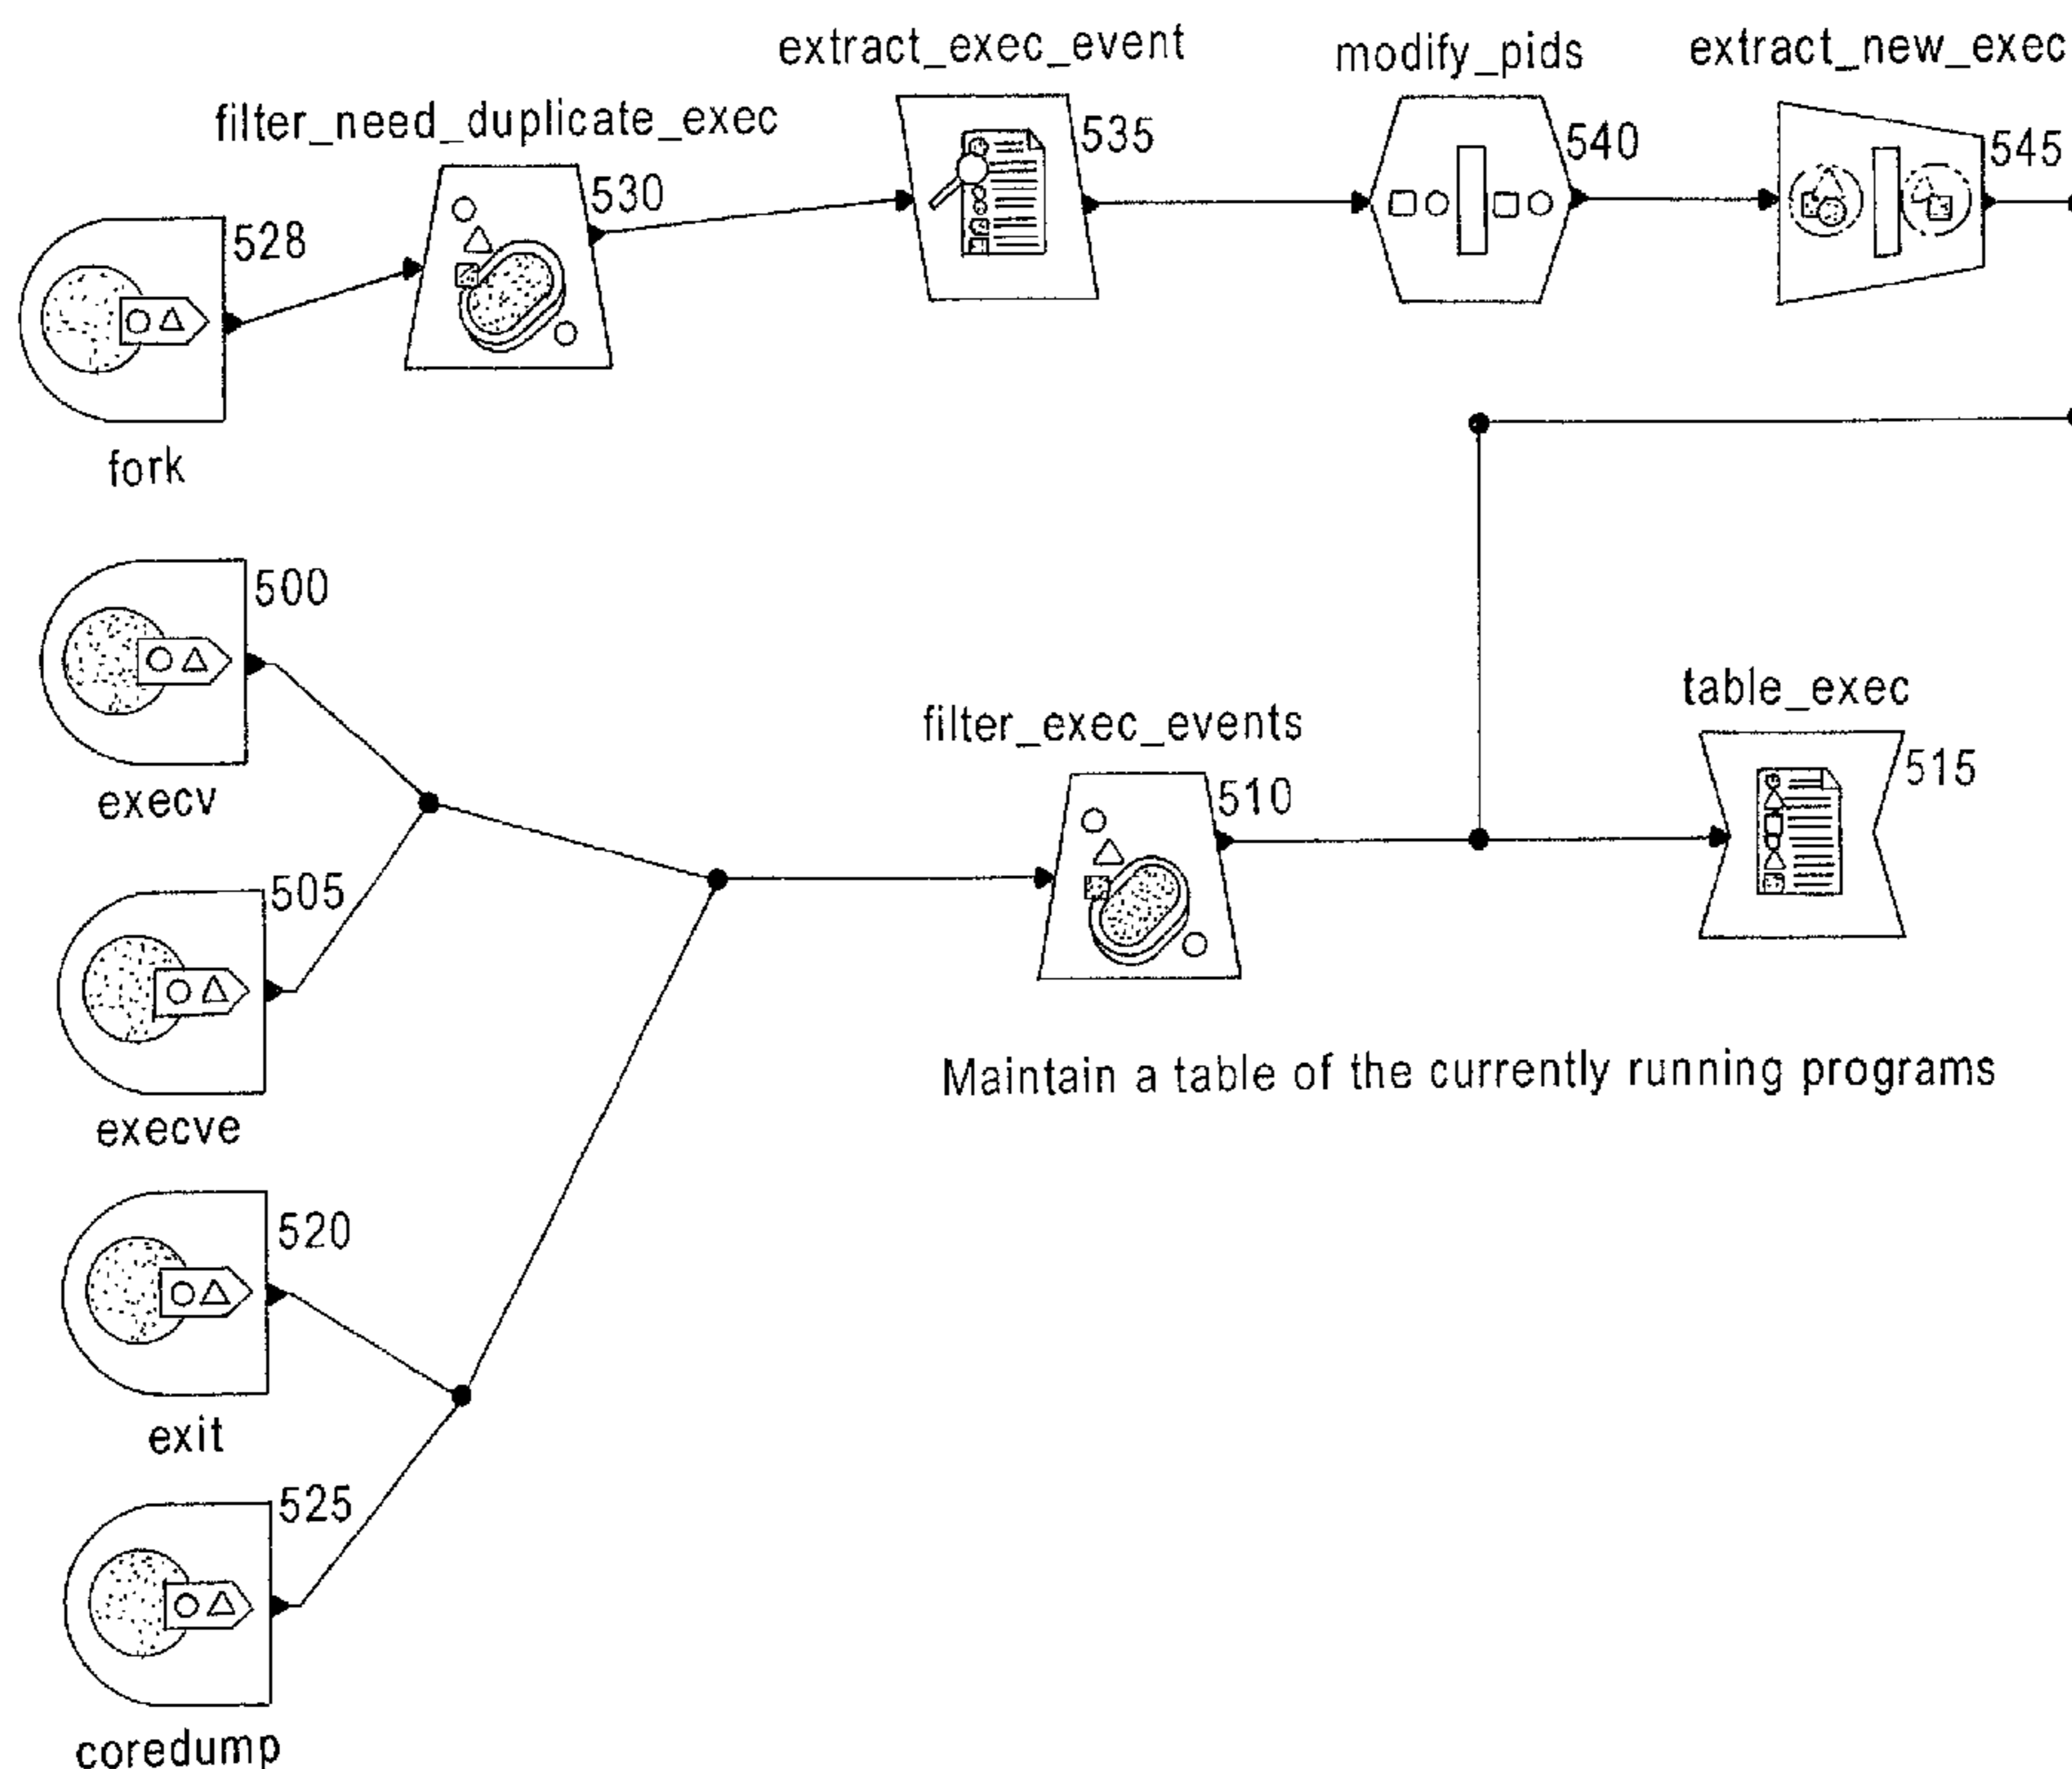 extract_exec_event
modify_pids
extract_new_exec
filter_need_duplicate_exec
535
540
545
530
528
fork
500
execv
table_exec
filter_exec_events
515
510
505
Maintain a table of the currently running programs
execve
520
exit
525
coredump